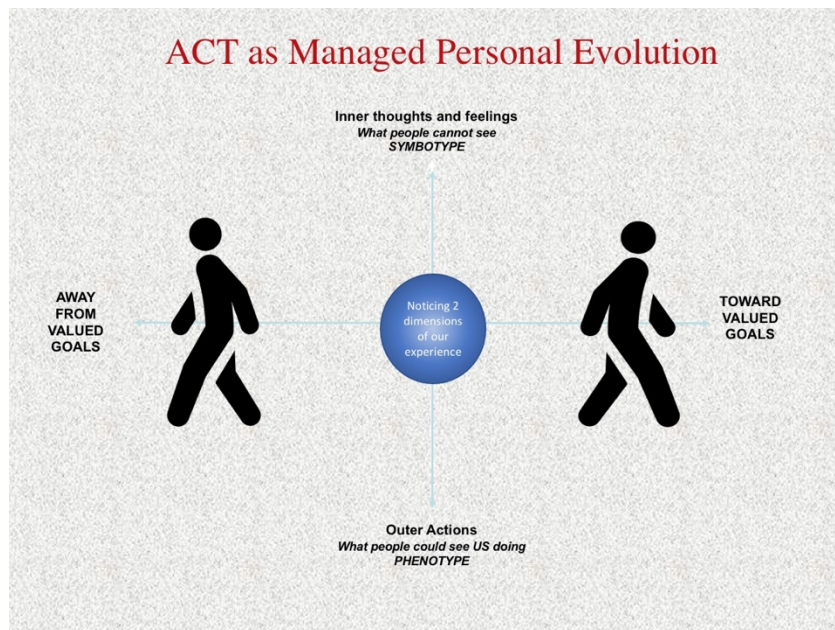 ACT as Managed Personal Evolution
Inner thoughts and feelings
What people cannot see
SYMBOTYPE
AWAY
FROM
VALUED
GOALS
Noticing 2
dimensions
of our
experience
TOWARD
VALUED
GOALS
Outer Actions
What people could see US doing
PHENOTYPE